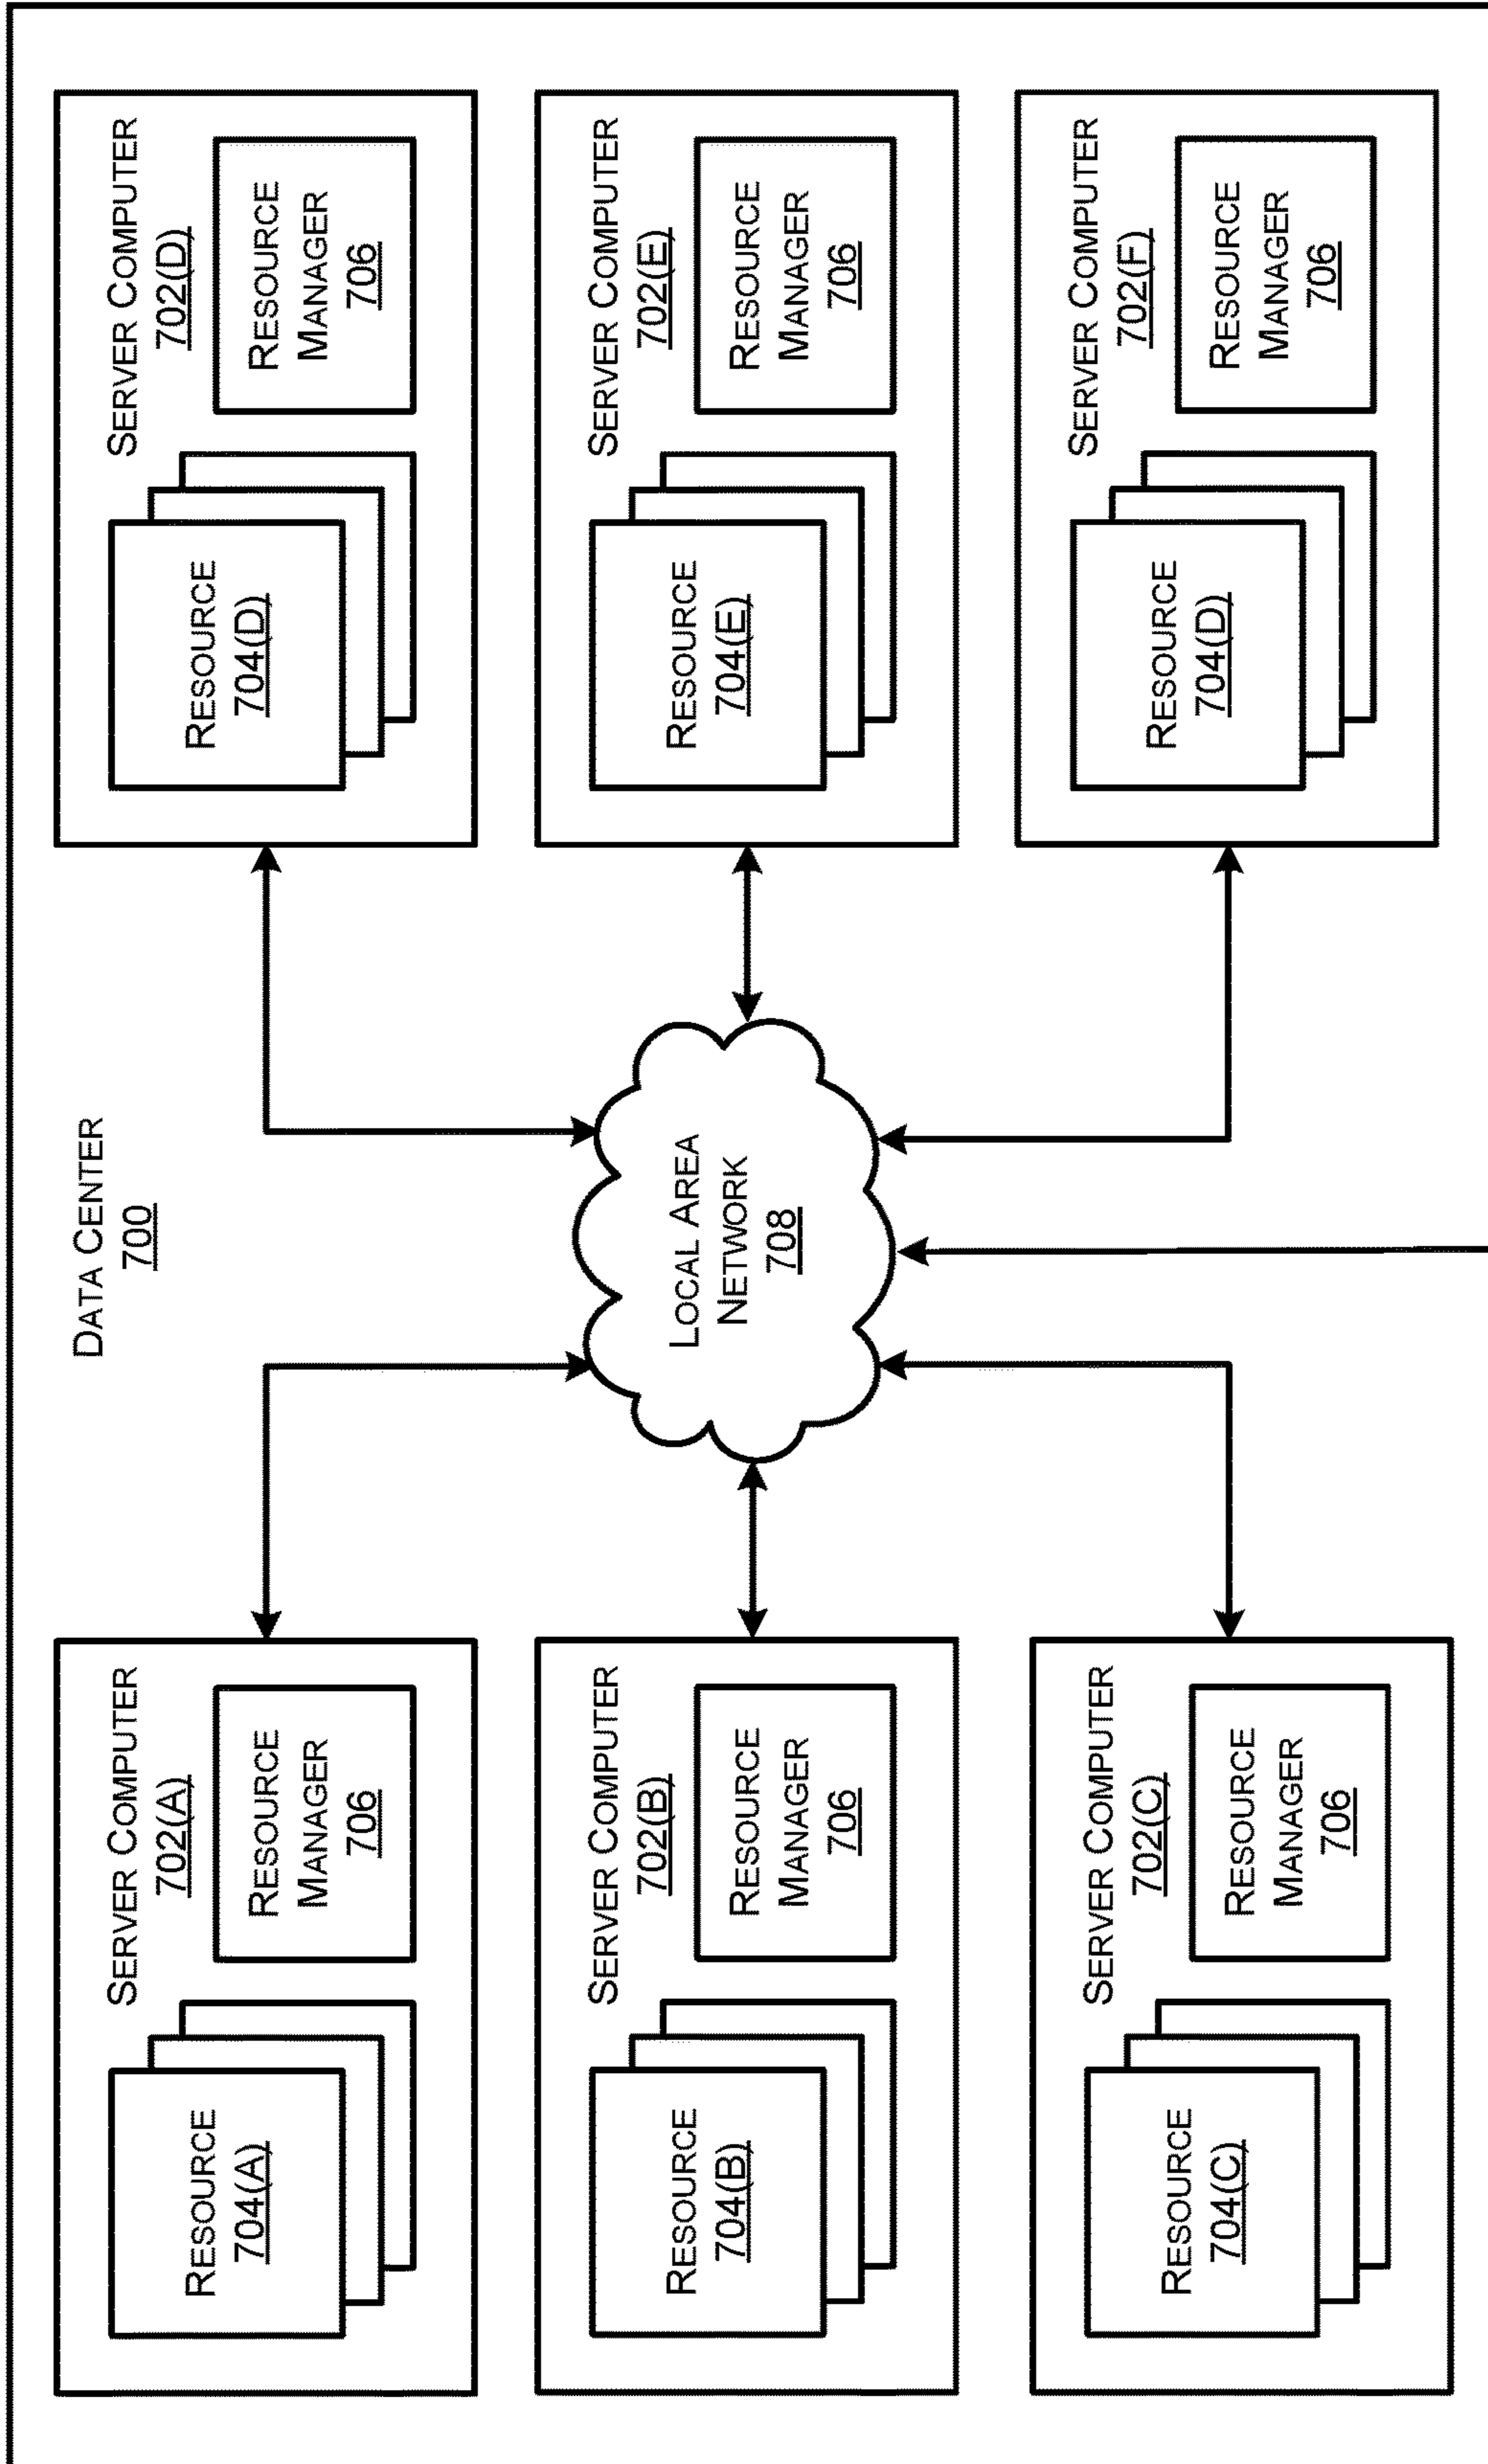 DATA CENTER
700
SERVER COMPUTER
702(A)
RESOURCE
704(A)
RESOURCE
MANAGER
706
SERVER COMPUTER
702(B)
RESOURCE
704(B)
RESOURCE
MANAGER
706
SERVER COMPUTER
702(C)
RESOURCE
704(C)
RESOURCE
MANAGER
706
LOCAL AREA
NETWORK
708
SERVER COMPUTER
702(D)
RESOURCE
704(D)
RESOURCE
MANAGER
706
SERVER COMPUTER
702(E)
RESOURCE
704(E)
RESOURCE
MANAGER
706
SERVER COMPUTER
702(F)
RESOURCE
704(D)
RESOURCE
MANAGER
706